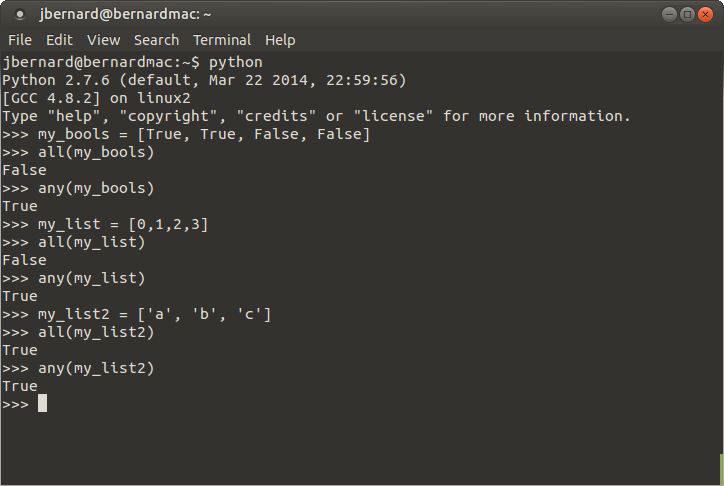 jbernard@bernardmac: ~
File Edit View Search Terminal Help
jbernard@bernardmac:~$ python
Python 2.7.6 (default, Mar 22 2014, 22:59:56)
[GCC 4.8.2] on linux2
Type "help", "copyright", "credits" or "license" for more information.
>>> my_bools = [True, True, False, False]
>>> all(my_bools)
False
>>> any(my_bools)
True
>>> my_list = [0,1,2,3]
>>> all(my_list)
False
>>> any(my_list)
True
>>> my_list2 = ['a', 'b', 'c']
>>> all(my_list2)
True
>>> any(my_list2)
True
>>>